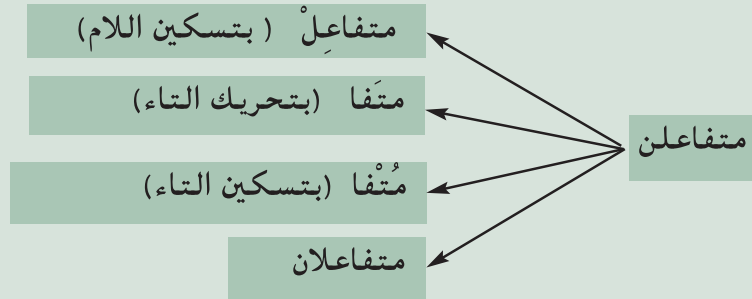 متفاعلن
متفاعِلْ ( بتسكين اللام)
متَفا (بتحريك التاء)
مُتْفا (بتسكين التاء)
متفاعلان